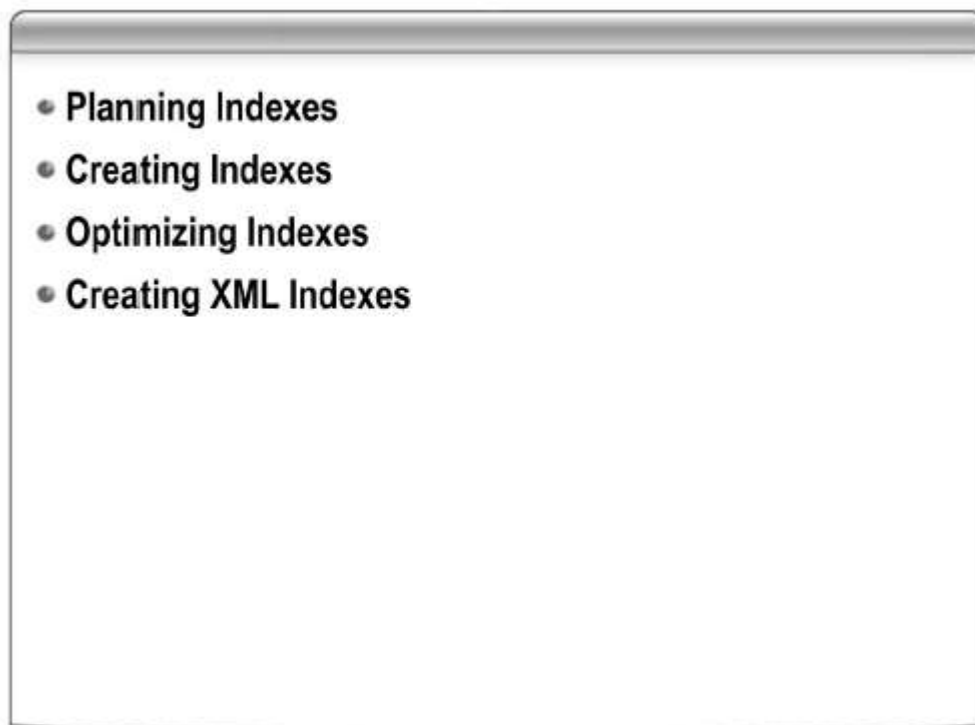 Planning Indexes
Creating Indexes
Optimizing Indexes
Creating XML Indexes